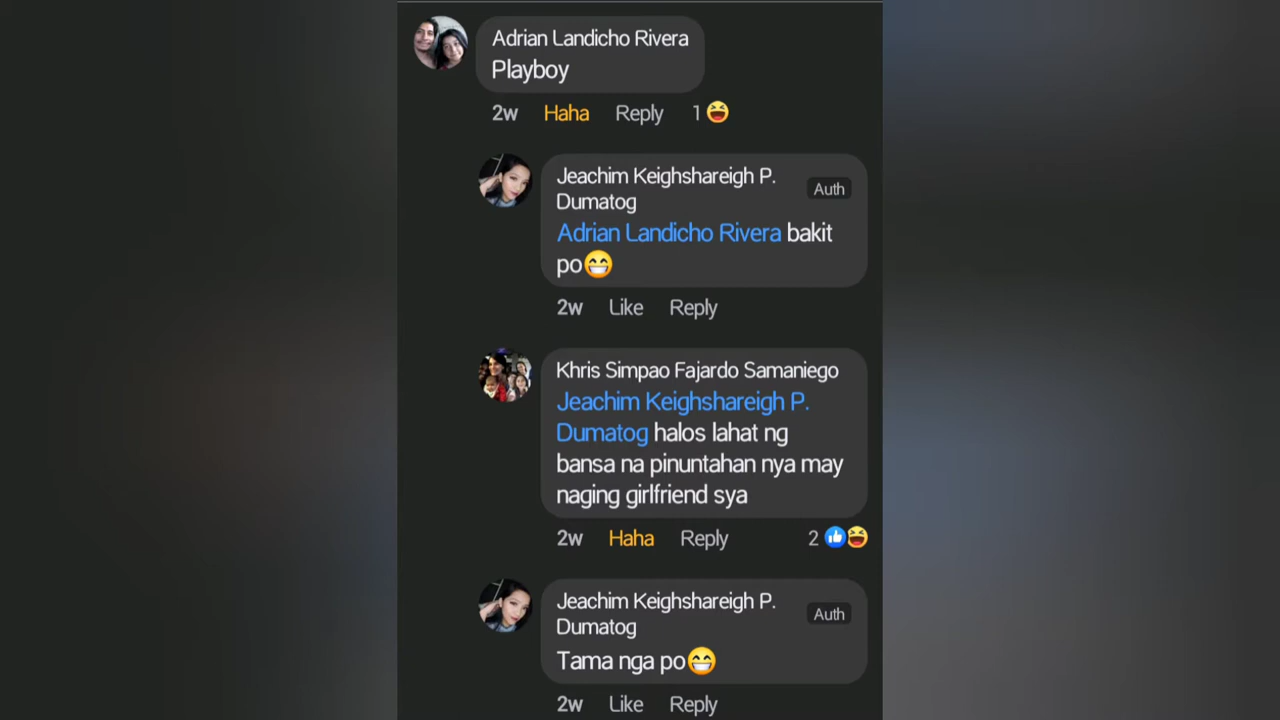 Adrian Landicho Rivera
Playboy
2w Haha Reply 1
Jeachim Keighshareigh P.
Dumatog
Auth
Adrian Landicho Rivera bakit
po😁
2w Like Reply
Khris Simpao Fajardo Samaniego
Jeachim Keighshareigh P.
Dumatog halos lahat ng
bansa na pinuntahan nya may
naging girlfriend sya
2w Haha Reply 2
Jeachim Keighshareigh P.
Dumatog
Auth
Tama nga po😁
2w Like Reply